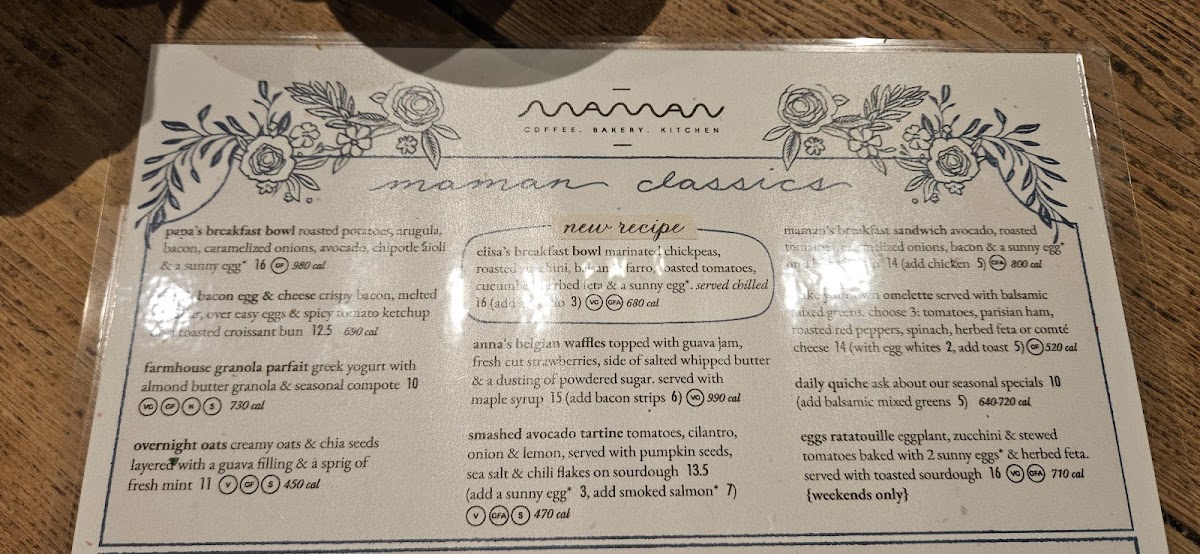 MAMAN
COFFEE. BAKERY. KITCHEN
maman classics
papa's breakfast bowl roasted potatoes, arugula,
bacon, caramelized onions, avocado, chipotle aioli
& a sunny egg* 16 GF 980 cal
bacon egg & cheese crispy bacon, melted
over easy eggs & spicy tomato ketchup
toasted croissant bun 12.5 690 cal
farmhouse granola parfait greek yogurt with
almond butter granola & seasonal compote 10
VG GF N S 730 cal
overnight oats creamy oats & chia seeds
layered with a guava filling & a sprig of
fresh mint 11 V GF S 450 cal
new recipe
elisa's breakfast bowl marinated chickpeas,
roasted zucchini, farro, roasted tomatoes,
cucumber, herbed feta & a sunny egg*. served chilled
16 (add 3) VG GFA 680 cal
anna's belgian waffles topped with guava jam,
fresh cut strawberries, side of salted whipped butter
& a dusting of powdered sugar. served with
maple syrup 15 (add bacon strips 6) VG 990 cal
smashed avocado tartine tomatoes, cilantro,
onion & lemon, served with pumpkin seeds,
sea salt & chili flakes on sourdough 13.5
(add a sunny egg* 3, add smoked salmon* 7)
V GFA S 470 cal
maman's breakfast sandwich avocado, roasted
tomatoes, caramelized onions, bacon & a sunny egg*
on a 14 (add chicken 5) GFA 800 cal
omelette served with balsamic
mixed greens. choose 3: tomatoes, parisian ham,
roasted red peppers, spinach, herbed feta or comté
cheese 14 (with egg whites 2, add toast 5) GF 520 cal
daily quiche ask about our seasonal specials 10
(add balsamic mixed greens 5) 640-720 cal
eggs ratatouille eggplant, zucchini & stewed
tomatoes baked with 2 sunny eggs* & herbed feta.
served with toasted sourdough 16 VG GFA 710 cal
{weekends only}